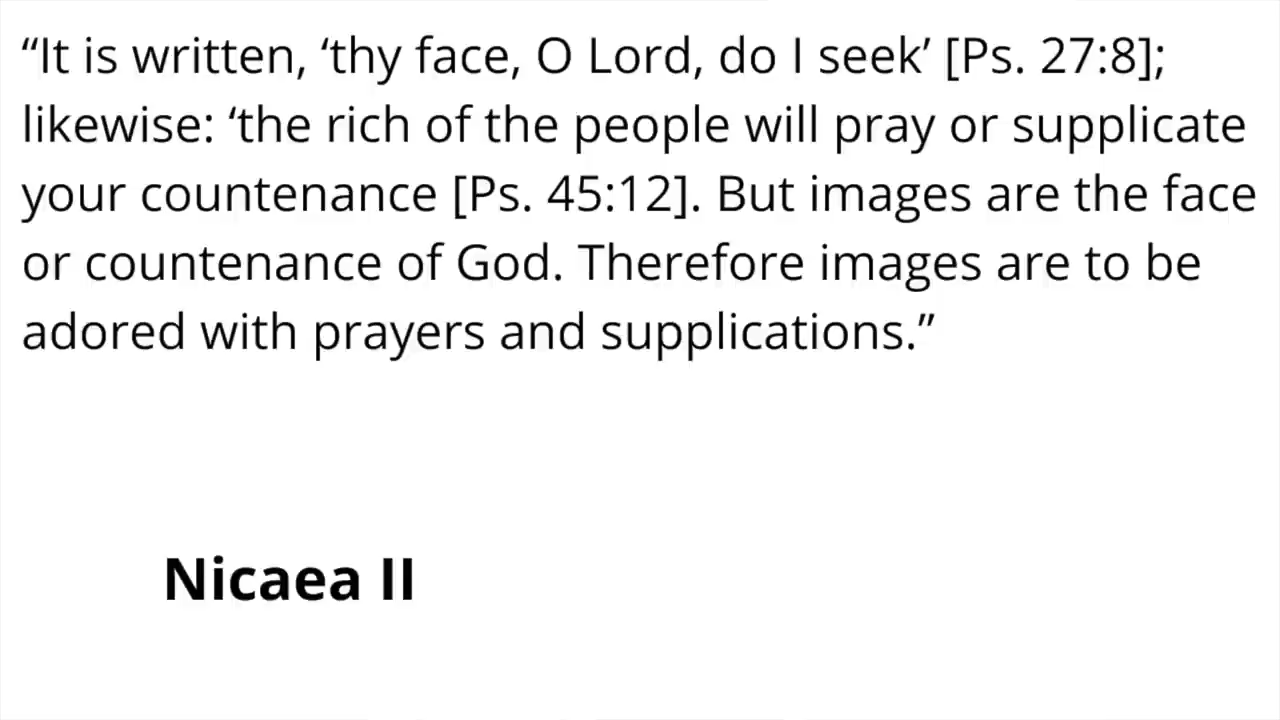 “It is written, ‘thy face, O Lord, do I seek’ [Ps. 27:8];
likewise: ‘the rich of the people will pray or supplicate
your countenance [Ps. 45:12]. But images are the face
or countenance of God. Therefore images are to be
adored with prayers and supplications.”
Nicaea II